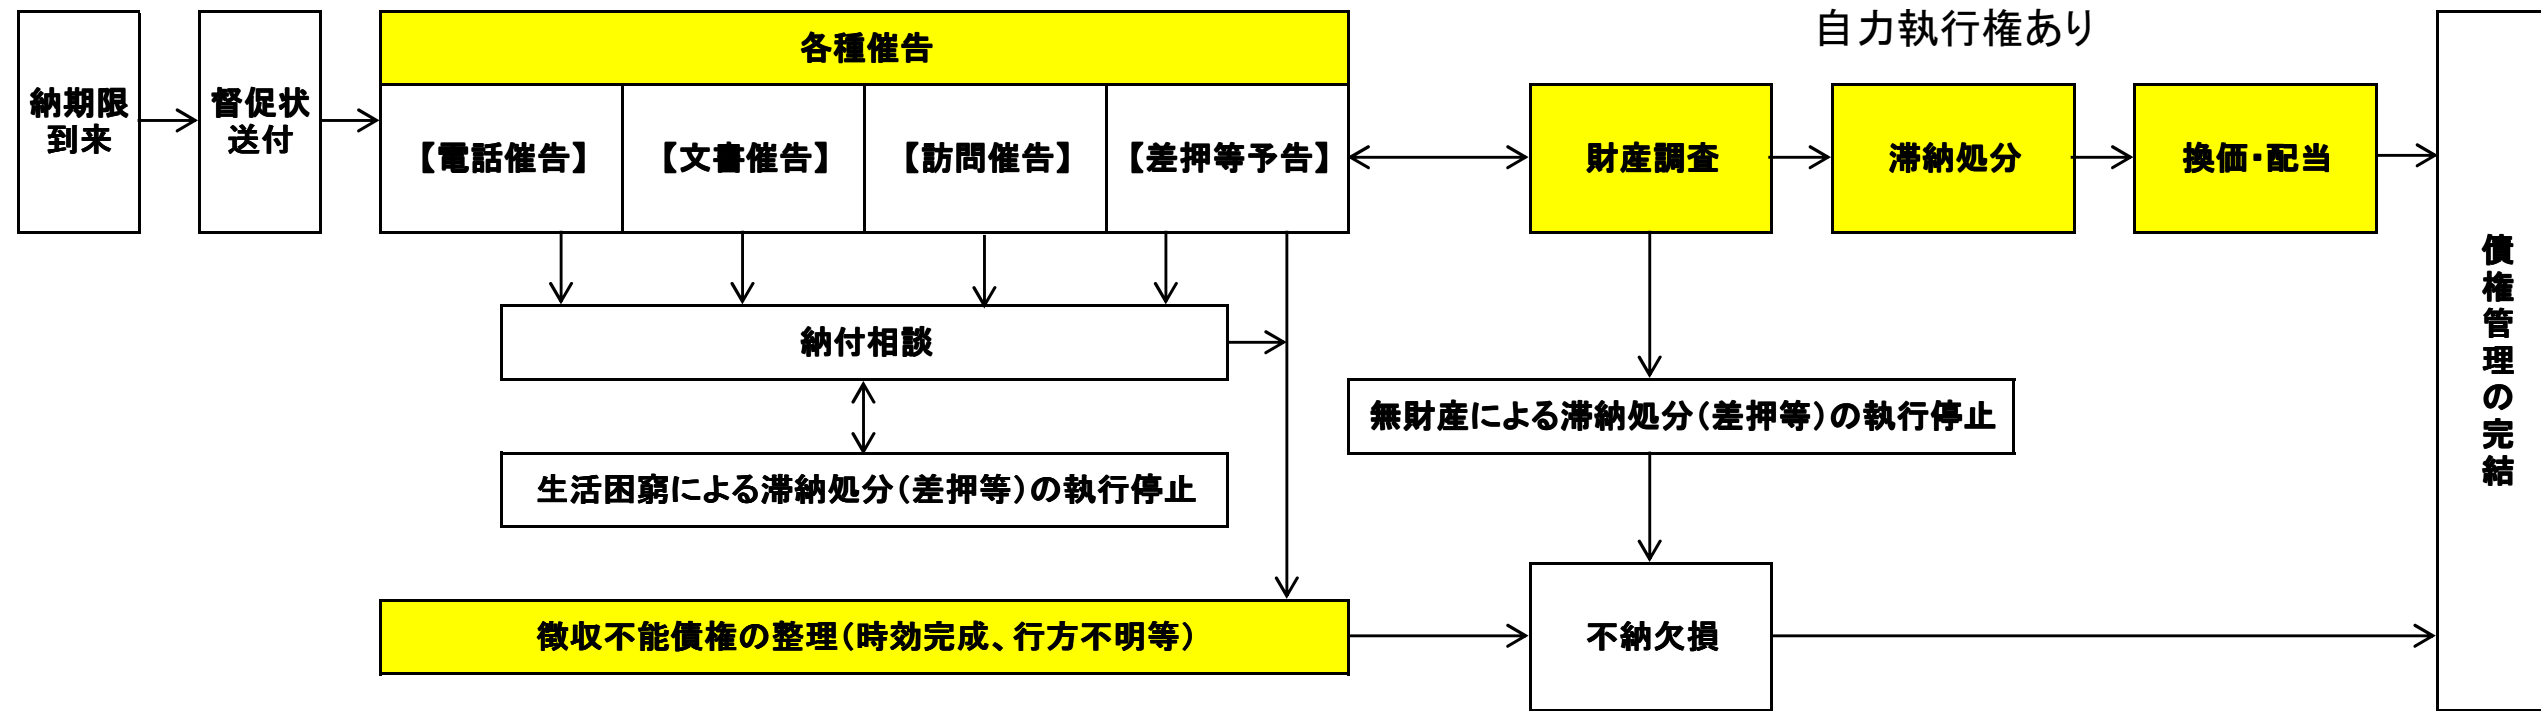 自力執行権あり
納期限
到来
督促状
送付
各種催告
【電話催告】
【文書催告】
【訪問催告】
【差押等予告】
財産調査
滞納処分
換価・配当
債権管理の完結
納付相談
無財産による滞納処分（差押等）の執行停止
生活困窮による滞納処分（差押等）の執行停止
徴収不能債権の整理（時効完成、行方不明等）
不納欠損